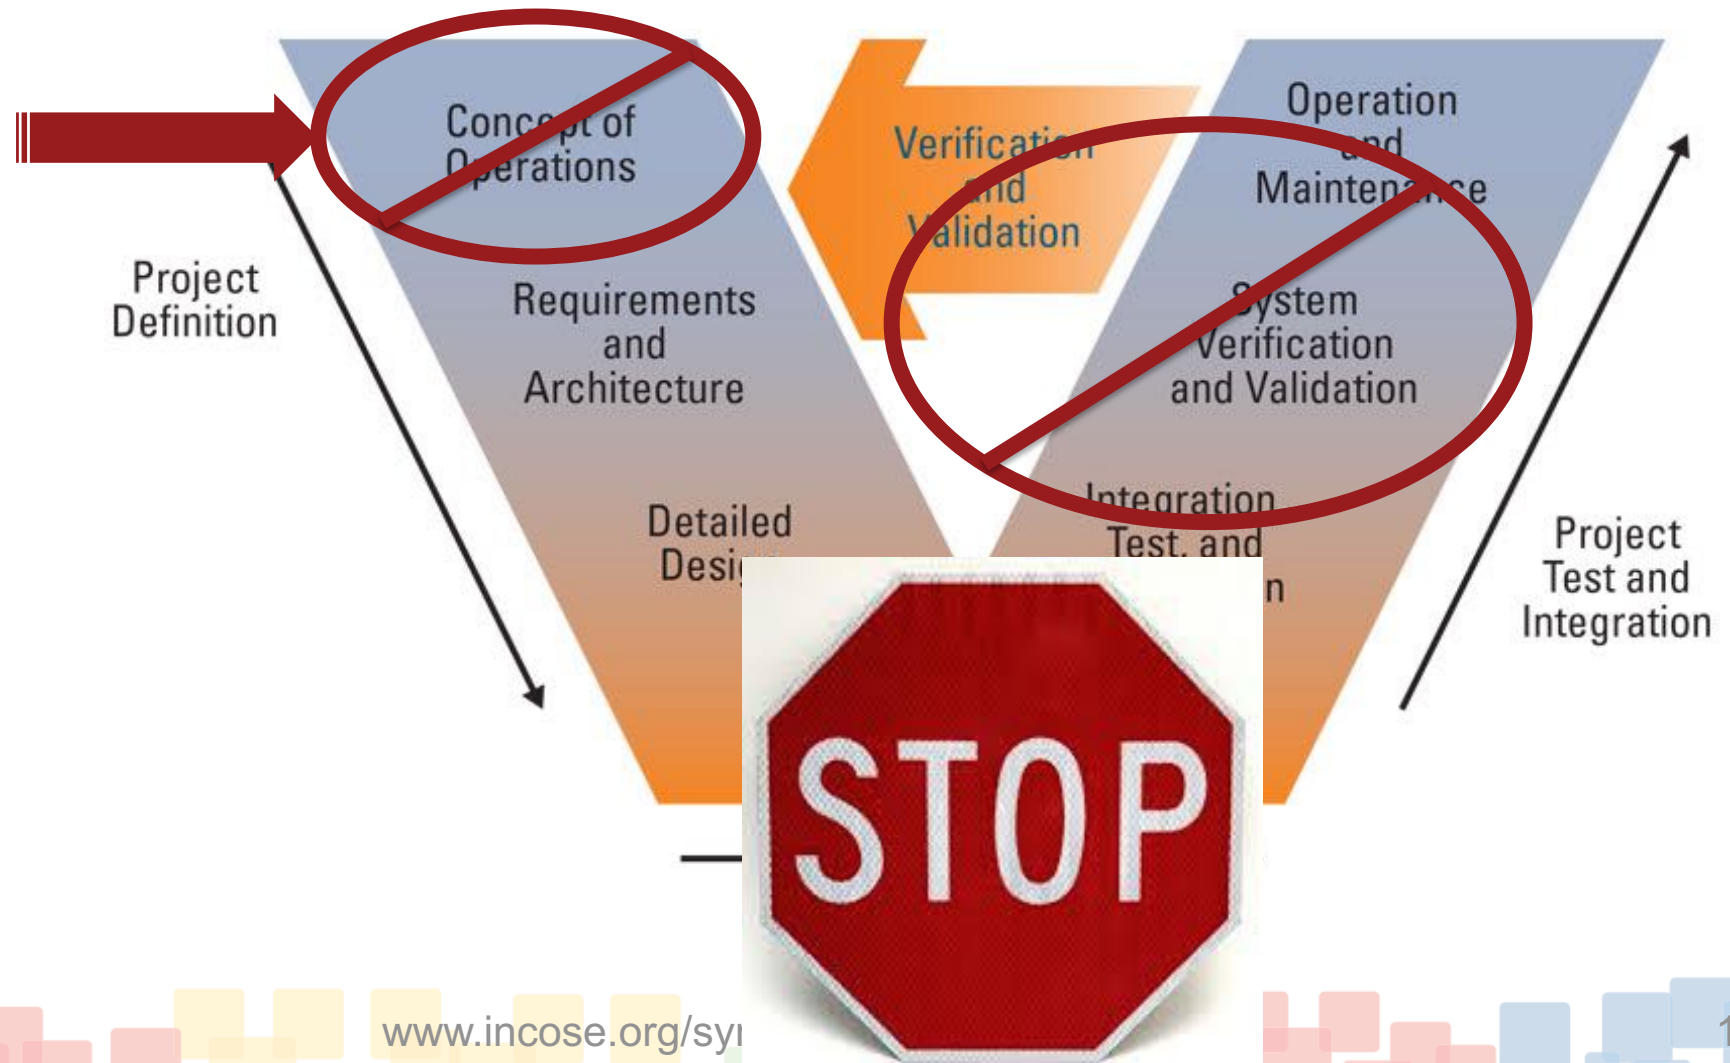 Concept of
Operations
Verification
and
Validation
Operation
and
Maintenance
Project
Definition
Requirements
and
Architecture
System
Verification
and Validation
Detailed
Integration
Test, and
Project
Test and
Integration
STOP
www.incose.org/sy